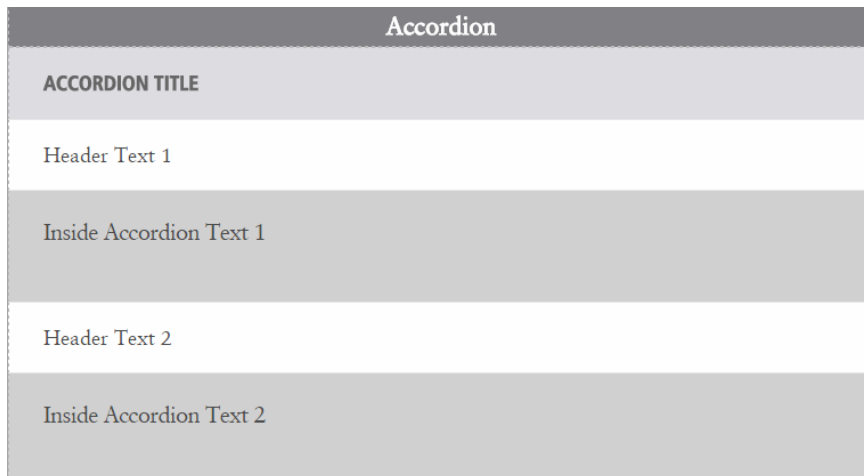 Accordion
ACCORDION TITLE
Header Text 1
Inside Accordion Text 1
Header Text 2
Inside Accordion Text 2